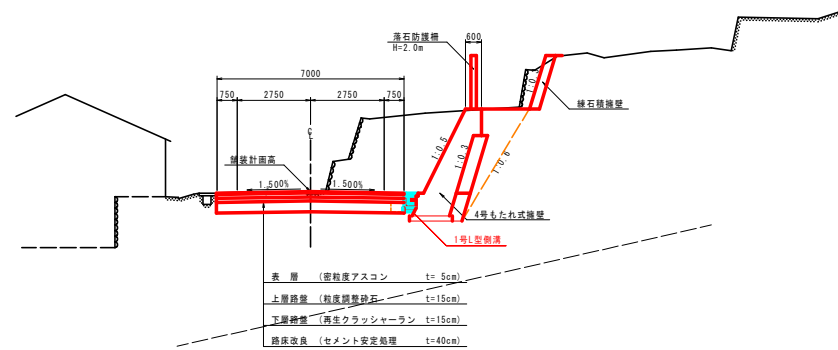 落石防護柵
H=2.0m
600
7000
750
2750
2750
750
℄
舗装計画高
1.500%
1.500%
1:0.5
1:0.3
1:0.6
練石積擁壁
4号もたれ式擁壁
1号L型側溝
表 層 (密粒度アスコン t= 5cm)
上層路盤 (粒度調整砕石 t=15cm)
下層路盤 (再生クラッシャーラン t=15cm)
路床改良 (セメント安定処理 t=40cm)